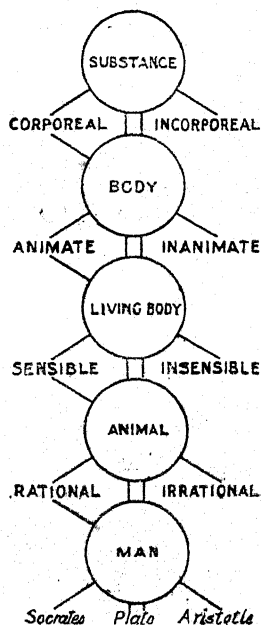 SUBSTANCE
CORPOREAL INCORPOREAL
BODY
ANIMATE INANIMATE
LIVING BODY
SENSIBLE INSENSIBLE
ANIMAL
RATIONAL IRRATIONAL
MAN
Socrates Plato Aristotle